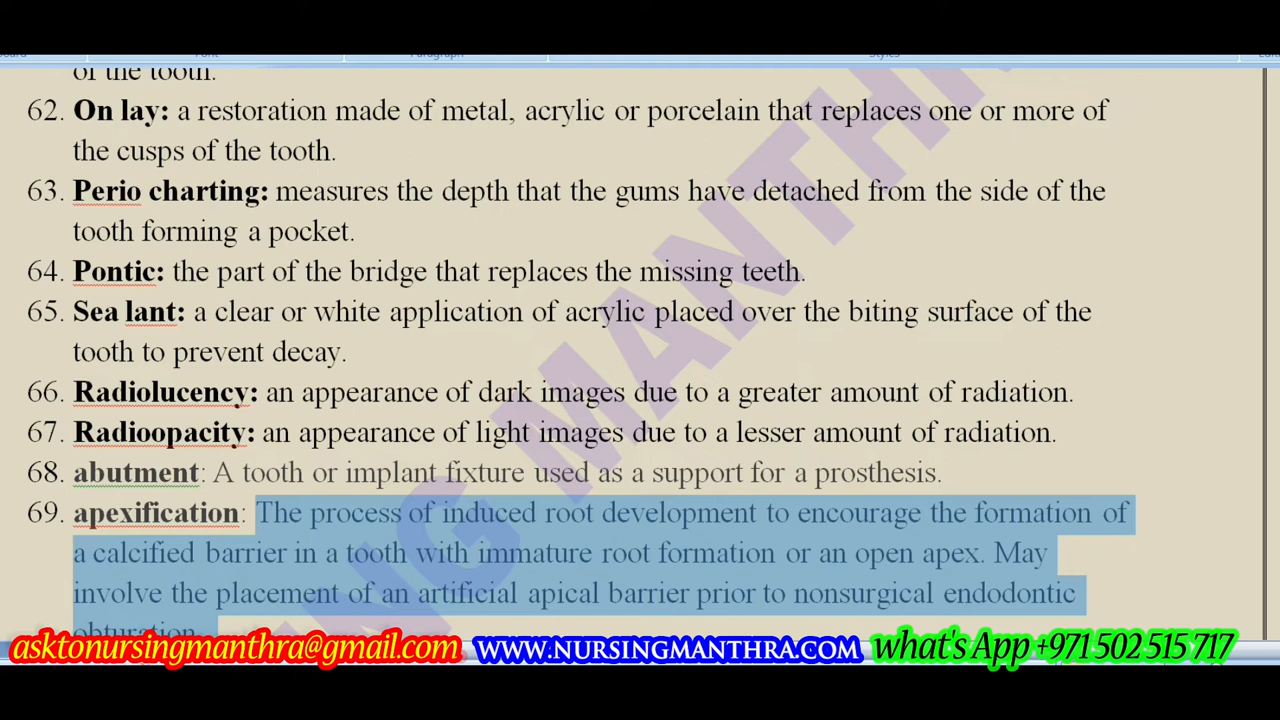 of the tooth.
62. On lay: a restoration made of metal, acrylic or porcelain that replaces one or more of
the cusps of the tooth.
63. Perio charting: measures the depth that the gums have detached from the side of the
tooth forming a pocket.
64. Pontic: the part of the bridge that replaces the missing teeth.
65. Sea lant: a clear or white application of acrylic placed over the biting surface of the
tooth to prevent decay.
66. Radiolucency: an appearance of dark images due to a greater amount of radiation.
67. Radioopacity: an appearance of light images due to a lesser amount of radiation.
68. abutment: A tooth or implant fixture used as a support for a prosthesis.
69. apexification: The process of induced root development to encourage the formation of
a calcified barrier in a tooth with immature root formation or an open apex. May
involve the placement of an artificial apical barrier prior to nonsurgical endodontic
obturation.
asktonursingmanthra@gmail.com WWW.NURSINGMANTHRA.COM what's App +971 502 515 717